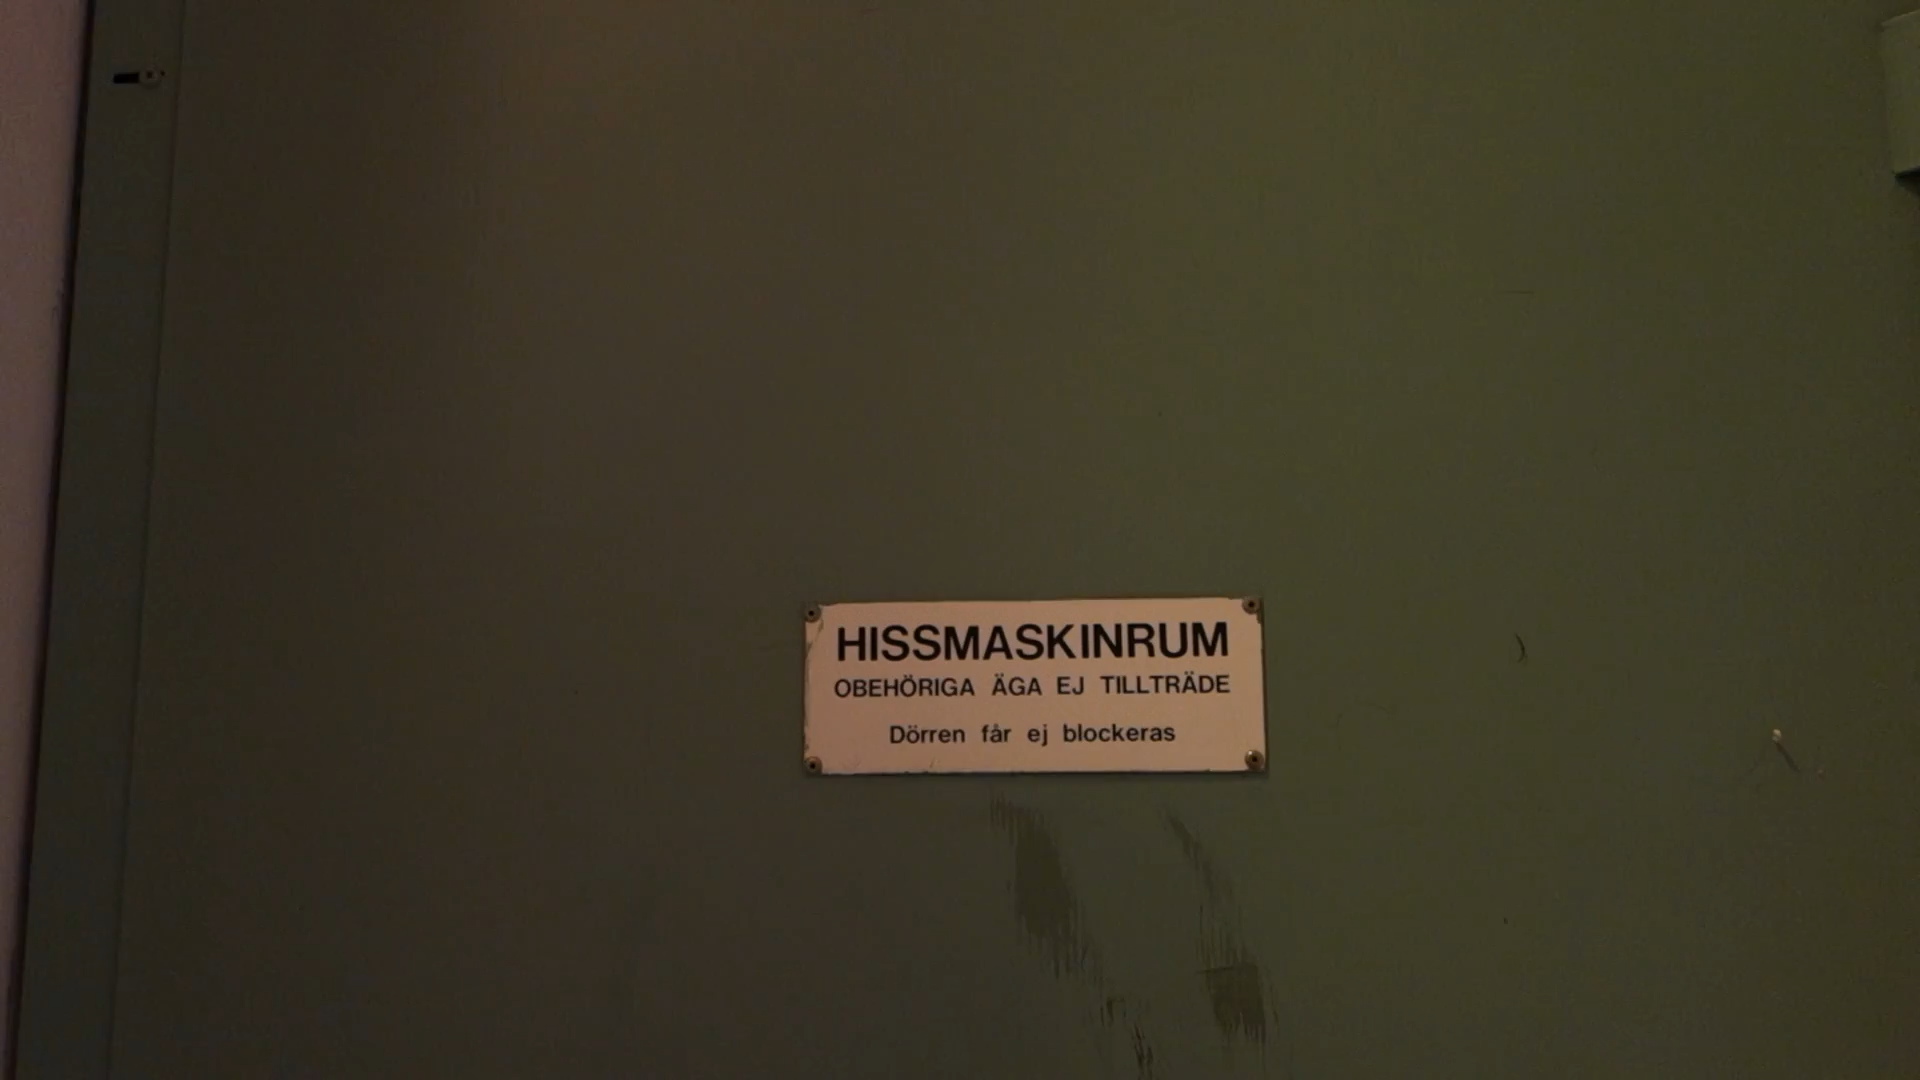 HISSMASKINRUM
OBEHÖRIGA ÄGA EJ TILLTRÄDE
Dörren får ej blockeras